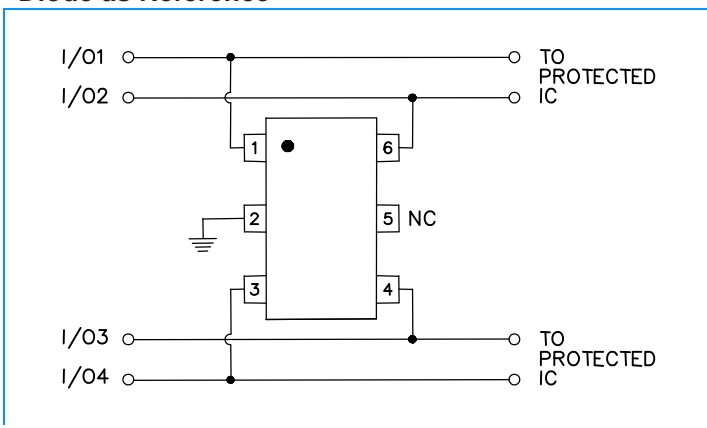 Diode as Reference
I/O1
TO
PROTECTED
I/O2
IC
1
6
2
5 NC
3
4
I/O3
TO
PROTECTED
I/O4
IC